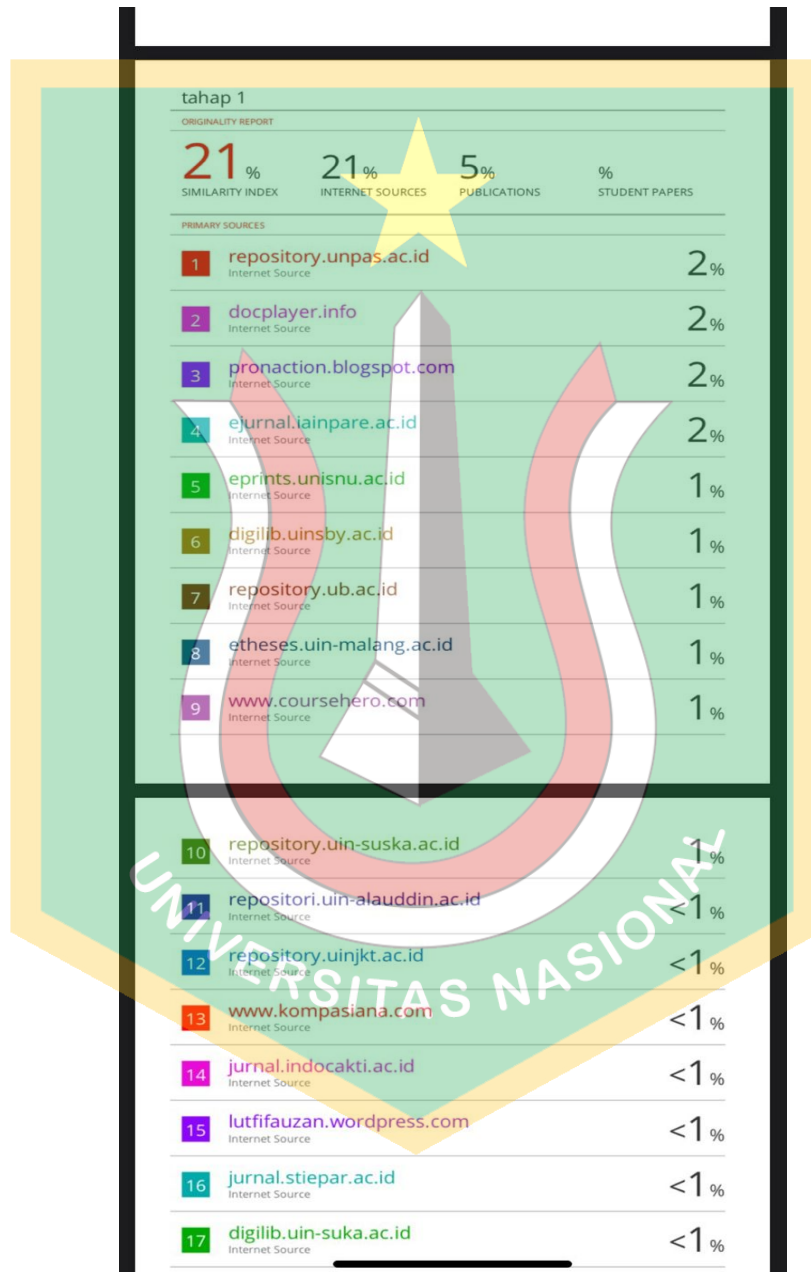 tahap 1
ORIGINALITY REPORT
21% 21% 5% %
SIMILARITY INDEX INTERNET SOURCES PUBLICATIONS STUDENT PAPERS
PRIMARY SOURCES
1 repository.unpas.ac.id 2%
Internet Source
2 docplayer.info 2%
Internet Source
3 pronaction.blogspot.com 2%
Internet Source
4 ejurnal.iainpare.ac.id 2%
Internet Source
5 eprints.unisnu.ac.id 1%
Internet Source
6 digilib.uinsby.ac.id 1%
Internet Source
7 repository.ub.ac.id 1%
Internet Source
8 etheses.uin-malang.ac.id 1%
Internet Source
9 www.coursehero.com 1%
Internet Source
10 repository.uin-suska.ac.id 1%
Internet Source
11 repositori.uin-alauddin.ac.id <1%
Internet Source
12 repository.uinjkt.ac.id <1%
Internet Source
13 www.kompasiana.com <1%
Internet Source
14 jurnal.indocakti.ac.id <1%
Internet Source
15 lutfifauzan.wordpress.com <1%
Internet Source
16 jurnal.stiepar.ac.id <1%
Internet Source
17 digilib.uin-suka.ac.id <1%
Internet Source
UNIVERSITAS NASIONAL